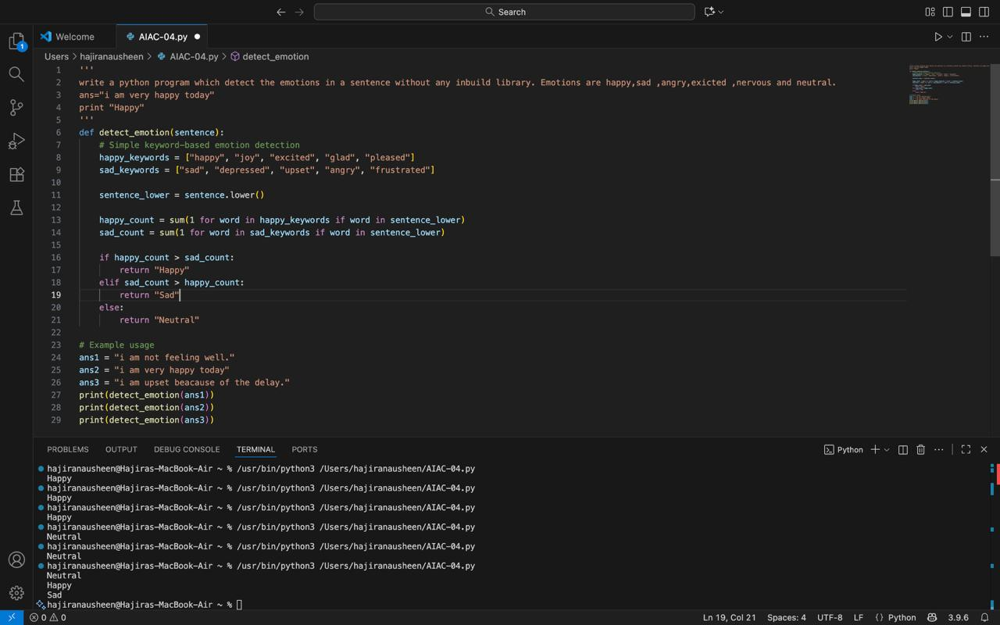 Search
Welcome
AIAC-04.py
Users > hajiranausheen > AIAC-04.py > detect_emotion
1 '''
2 write a python program which detect the emotions in a sentence without any inbuild library. Emotions are happy,sad ,angry,exicted ,nervous and neutral.
3 ans="i am very happy today"
4 print "Happy"
5 '''
6 def detect_emotion(sentence):
7     # Simple keyword-based emotion detection
8     happy_keywords = ["happy", "joy", "excited", "glad", "pleased"]
9     sad_keywords = ["sad", "depressed", "upset", "angry", "frustrated"]
10
11     sentence_lower = sentence.lower()
12
13     happy_count = sum(1 for word in happy_keywords if word in sentence_lower)
14     sad_count = sum(1 for word in sad_keywords if word in sentence_lower)
15
16     if happy_count > sad_count:
17         return "Happy"
18     elif sad_count > happy_count:
19         return "Sad"
20     else:
21         return "Neutral"
22
23 # Example usage
24 ans1 = "i am not feeling well."
25 ans2 = "i am very happy today"
26 ans3 = "i am upset beacause of the delay."
27 print(detect_emotion(ans1))
28 print(detect_emotion(ans2))
29 print(detect_emotion(ans3))
PROBLEMS OUTPUT DEBUG CONSOLE TERMINAL PORTS Python
hajiranausheen@Hajiras-MacBook-Air ~ % /usr/bin/python3 /Users/hajiranausheen/AIAC-04.py
Happy
hajiranausheen@Hajiras-MacBook-Air ~ % /usr/bin/python3 /Users/hajiranausheen/AIAC-04.py
Happy
hajiranausheen@Hajiras-MacBook-Air ~ % /usr/bin/python3 /Users/hajiranausheen/AIAC-04.py
Happy
hajiranausheen@Hajiras-MacBook-Air ~ % /usr/bin/python3 /Users/hajiranausheen/AIAC-04.py
Neutral
hajiranausheen@Hajiras-MacBook-Air ~ % /usr/bin/python3 /Users/hajiranausheen/AIAC-04.py
Neutral
hajiranausheen@Hajiras-MacBook-Air ~ % /usr/bin/python3 /Users/hajiranausheen/AIAC-04.py
Neutral
Happy
Sad
hajiranausheen@Hajiras-MacBook-Air ~ %
0 0 Ln 19, Col 21 Spaces: 4 UTF-8 LF {} Python 3.9.6